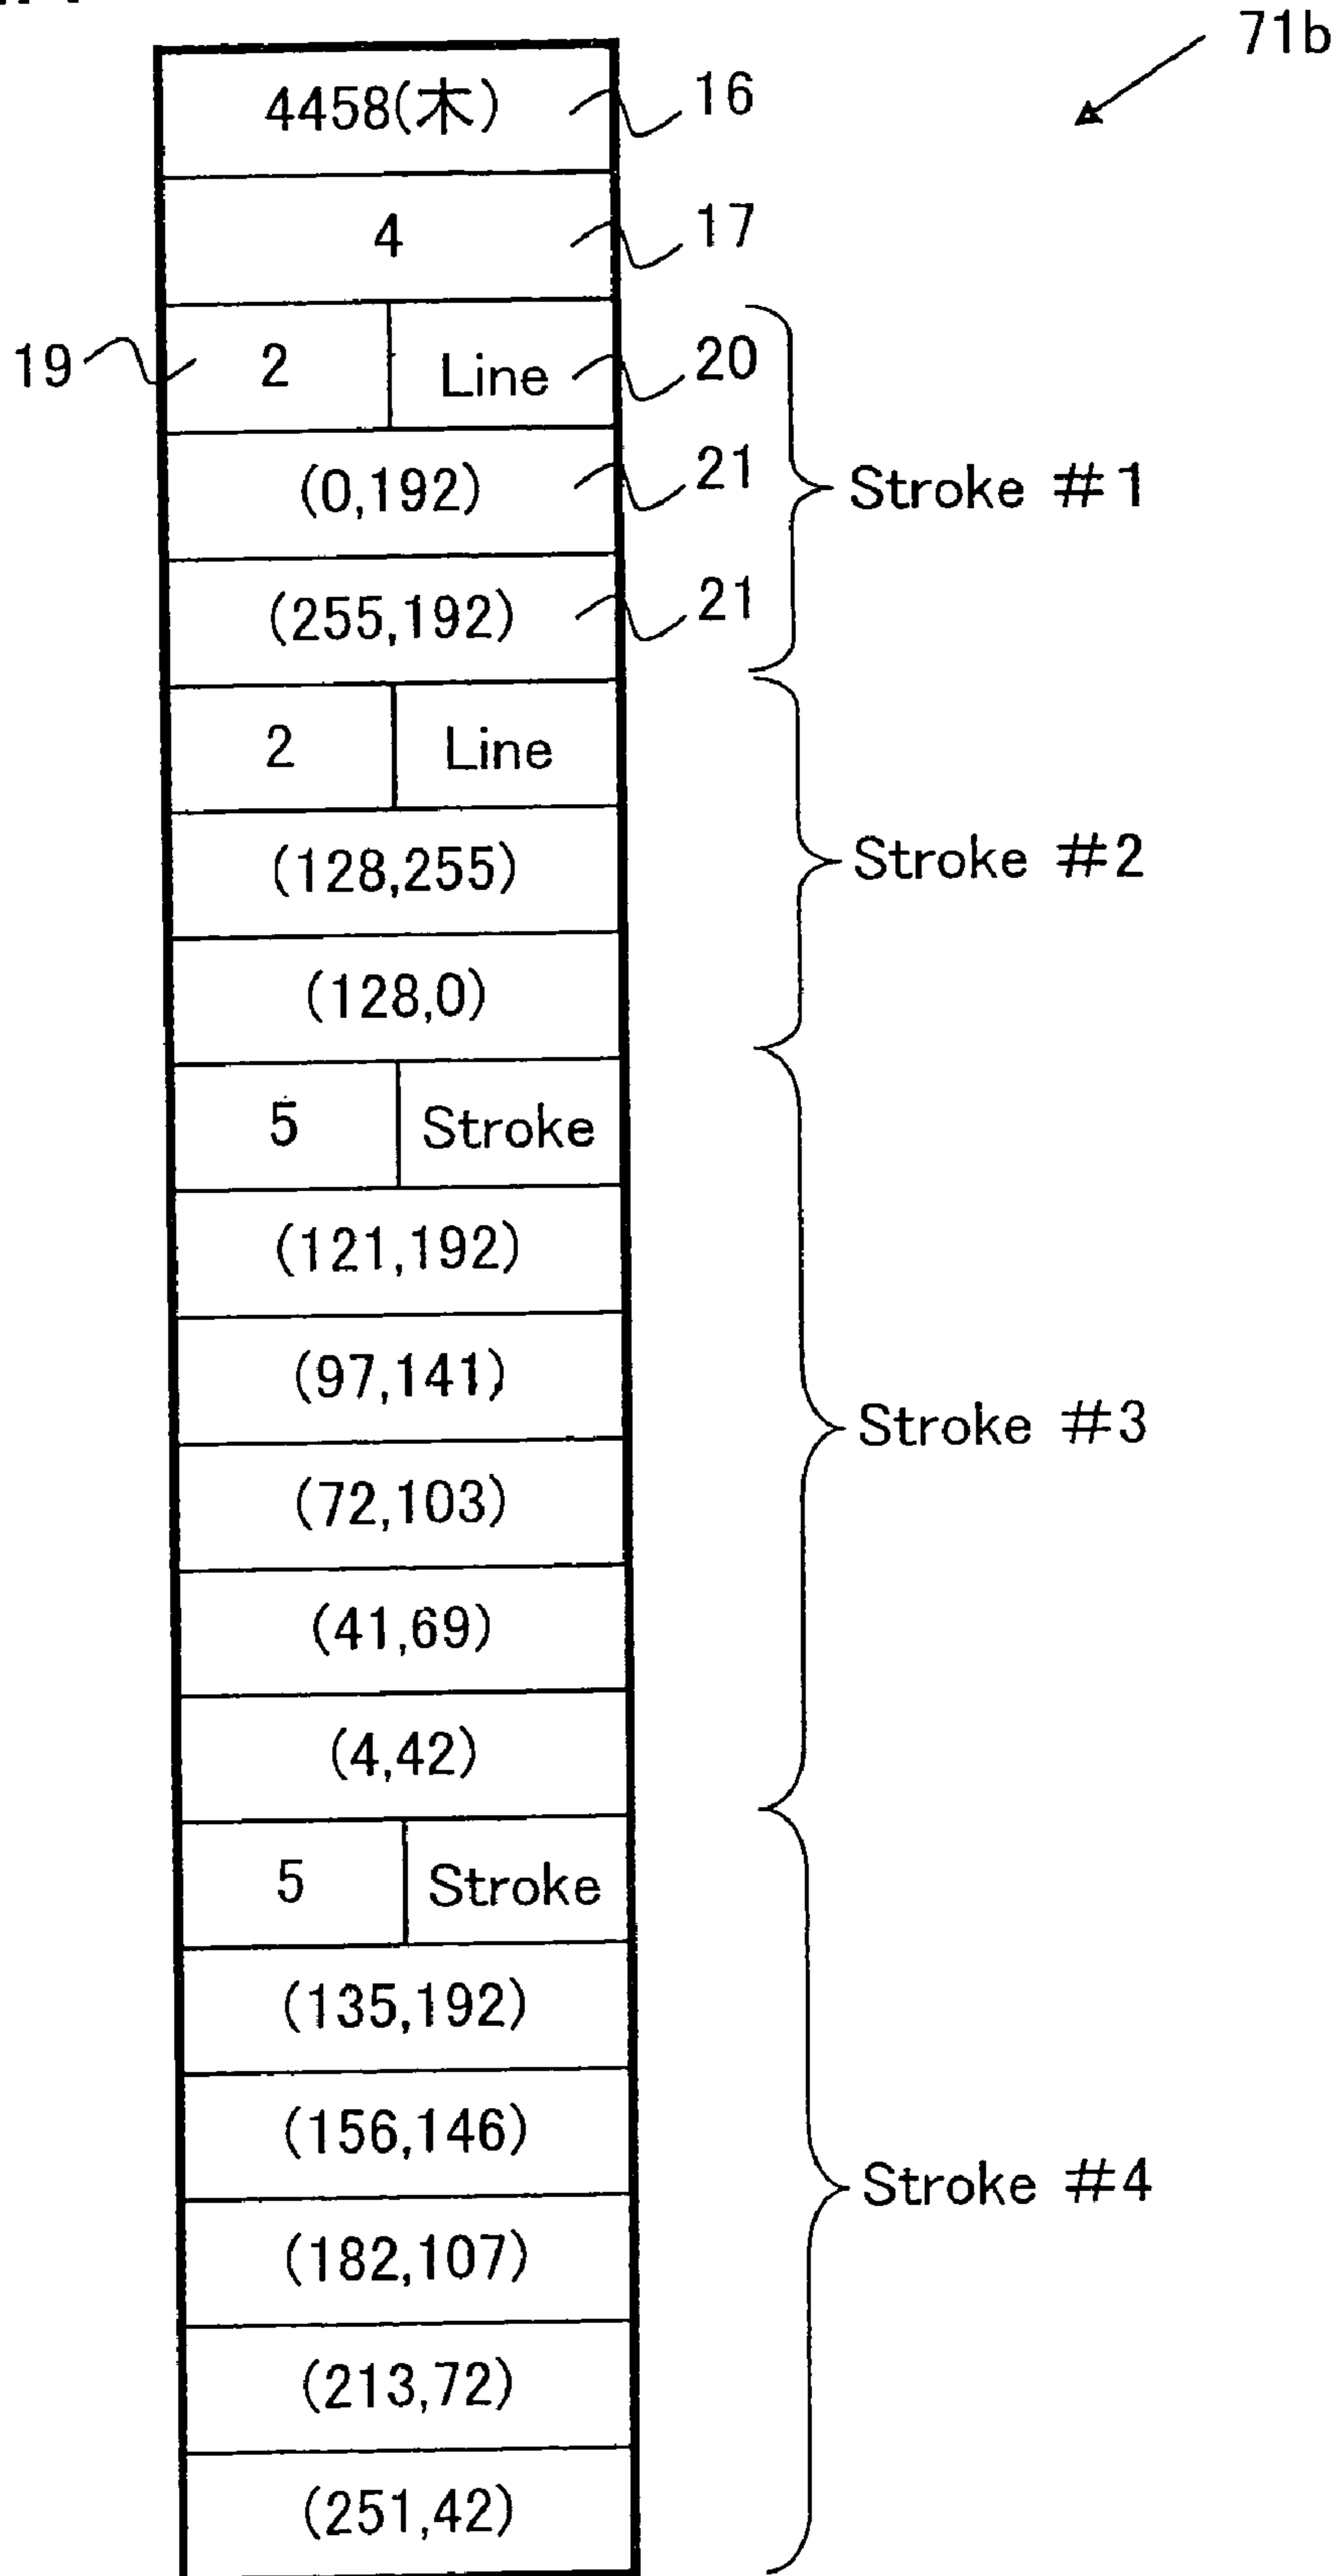 71b
4458(木) 16
4 17
19 2 Line 20
(0,192) 21
Stroke #1
(255,192) 21
2 Line
(128,255)
Stroke #2
(128,0)
5 Stroke
(121,192)
(97,141)
Stroke #3
(72,103)
(41,69)
(4,42)
5 Stroke
(135,192)
(156,146)
Stroke #4
(182,107)
(213,72)
(251,42)